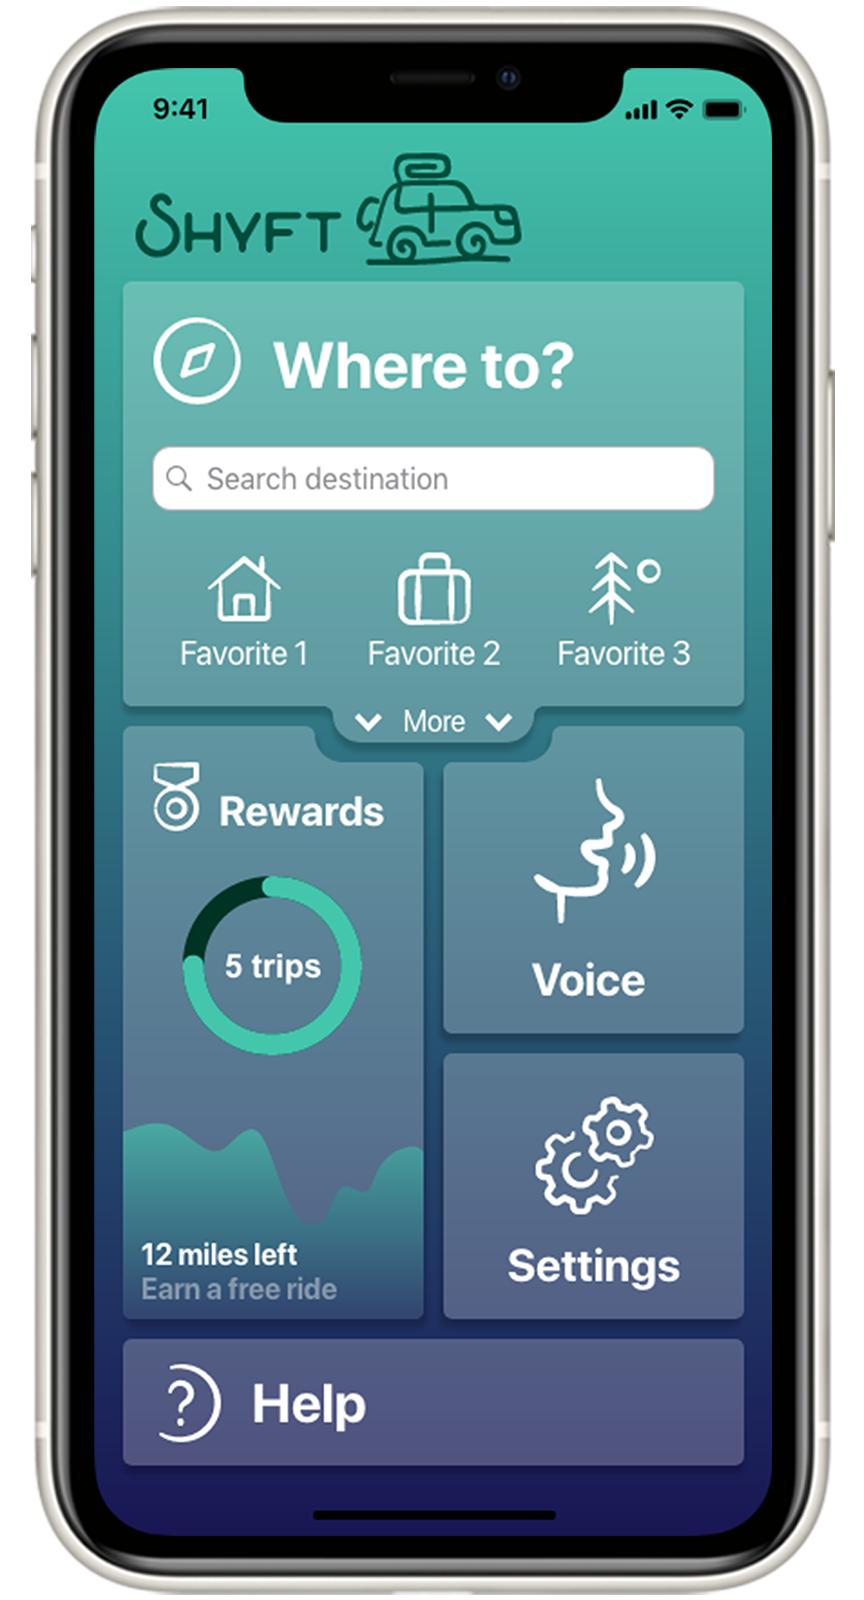 9:41
SHYFT
Where to?
Search destination
Favorite 1
Favorite 2
Favorite 3
More
Rewards
5 trips
Voice
12 miles left
Earn a free ride
Settings
? Help